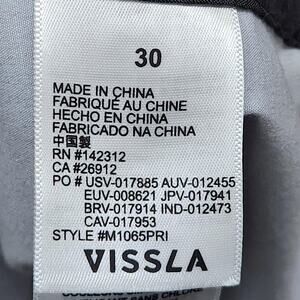 30
MADE IN CHINA
FABRIQUÉ AU CHINE
HECHO EN CHINA
FABRICADO NA CHINA
中国製
RN #142312
CA #26912
PO # USV-017885 AUV-012455
EUV-008621 JPV-017941
BRV-017914 IND-012473
CAV-017953
STYLE #M1065PRI
VISSLA